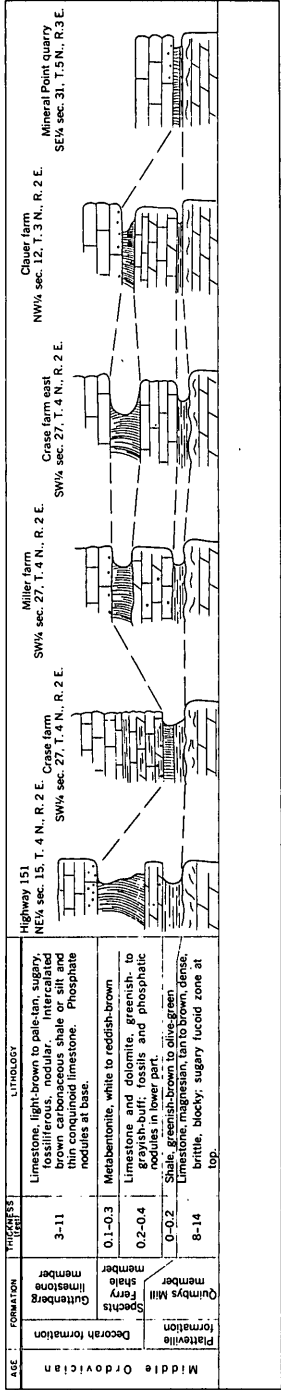 AGE
FORMATION
THICKNESS
(feet)
LITHOLOGY
Middle Ordovician
Decorah formation
Guttenberg
limestone
member
3-11
Limestone, light-brown to pale-tan, sugary,
fossiliferous, nodular. Intercalated
brown carbonaceous shale or silt and
thin conquinoid limestone. Phosphate
nodules at base.
Spechts
Ferry
shale
member
0.1-0.3
Metabentonite, white to reddish-brown
0.2-0.4
Limestone and dolomite, greenish- to
grayish-buff; fossils and phosphatic
nodules in lower part.
Platteville
formation
Quimbys Mill
member
0-0.2
Shale, greenish-brown to olive-green
8-14
Limestone, magnesian, tan to brown, dense,
brittle, blocky; sugary fucoid zone at
top.
Highway 151
NE¼ sec. 15, T. 4 N., R. 2 E.
Crase farm
SW¼ sec. 27, T. 4 N., R. 2 E.
Miller farm
SW¼ sec. 27, T. 4 N., R. 2 E.
Crase farm east
SW¼ sec. 27, T. 4 N., R. 2 E.
Clauer farm
NW¼ sec. 12, T. 3 N., R. 2 E.
Mineral Point quarry
SE¼ sec. 31, T. 5 N., R. 3 E.